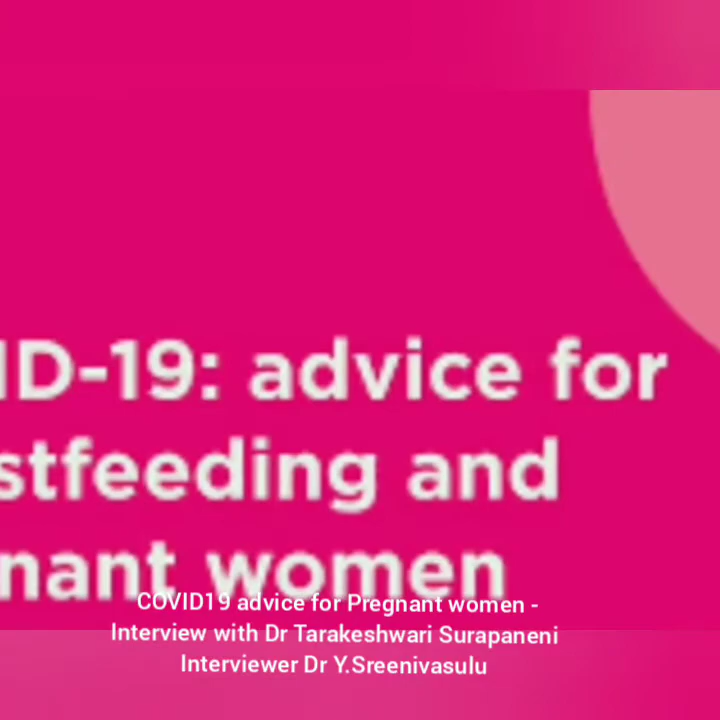 ID-19: advice for
stfeeding and
nant women
COVID19 advice for Pregnant women -
Interview with Dr Tarakeshwari Surapaneni
Interviewer Dr Y.Sreenivasulu